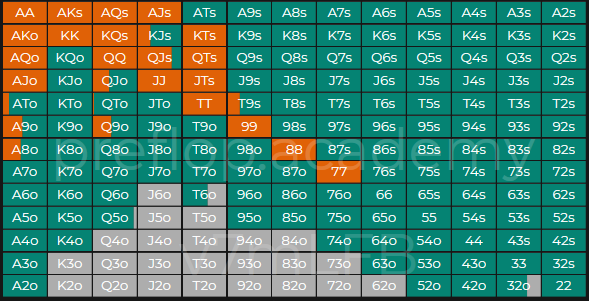 AA AKs AQs AJs ATs A9s A8s A7s A6s A5s A4s A3s A2s
AKo KK KQs KJs KTs K9s K8s K7s K6s K5s K4s K3s K2s
AQo KQo QQ QJs QTs Q9s Q8s Q7s Q6s Q5s Q4s Q3s Q2s
AJo KJo QJo JJ JTs J9s J8s J7s J6s J5s J4s J3s J2s
ATo KTo QTo JTo TT T9s T8s T7s T6s T5s T4s T3s T2s
A9o K9o Q9o J9o T9o 99 98s 97s 96s 95s 94s 93s 92s
A8o K8o Q8o J8o T8o 98o 88 87s 86s 85s 84s 83s 82s
preflop.academy
A7o K7o Q7o J7o T7o 97o 87o 77 76s 75s 74s 73s 72s
A6o K6o Q6o J6o T6o 96o 86o 76o 66 65s 64s 63s 62s
A5o K5o Q5o J5o T5o 95o 85o 75o 65o 55 54s 53s 52s
A4o K4o Q4o J4o T4o 94o 84o 74o 64o 54o 44 43s 42s
A3o K3o Q3o J3o T3o 93o 83o 73o 63o 53o 43o 33 32s
A2o K2o Q2o J2o T2o 92o 82o 72o 62o 52o 42o 32o 22